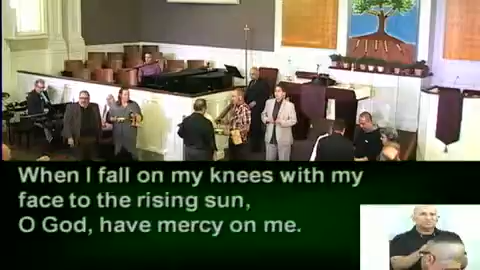 When I fall on my knees with my
face to the rising sun,
O God, have mercy on me.